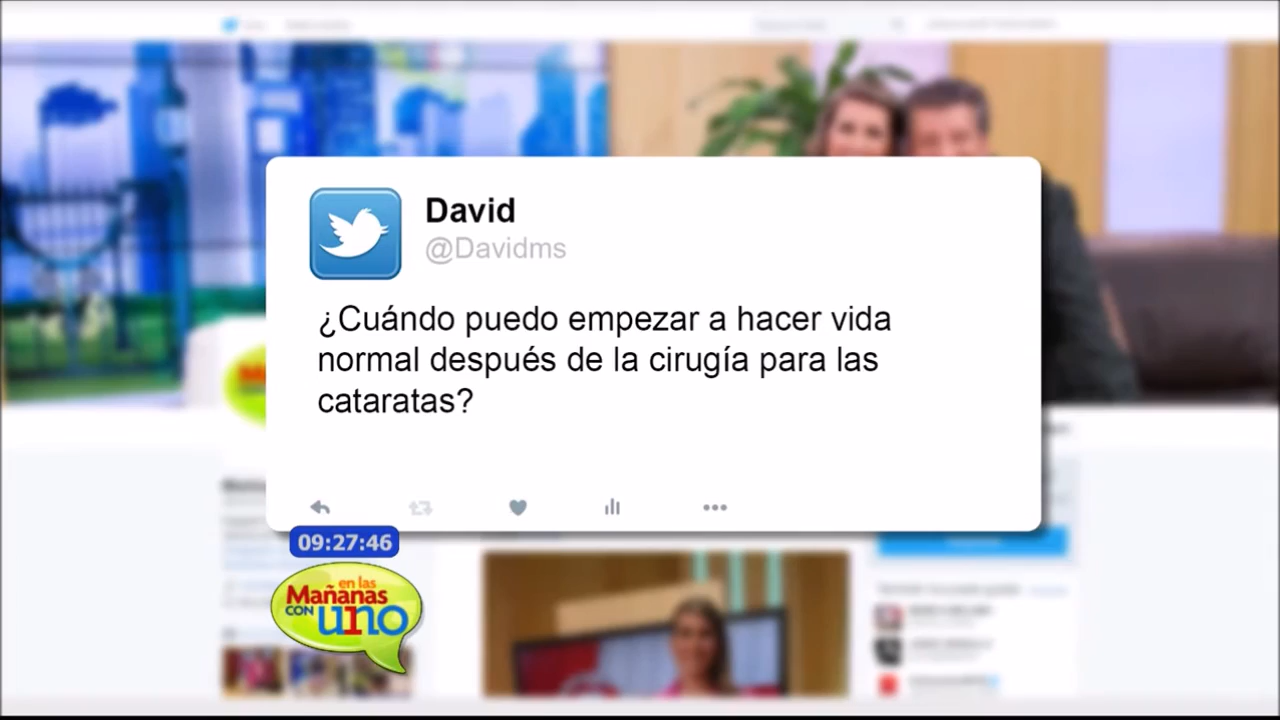 David
@Davidms
¿Cuándo puedo empezar a hacer vida
normal después de la cirugía para las
cataratas?
09:27:46
en las
Mañanas
CON uno